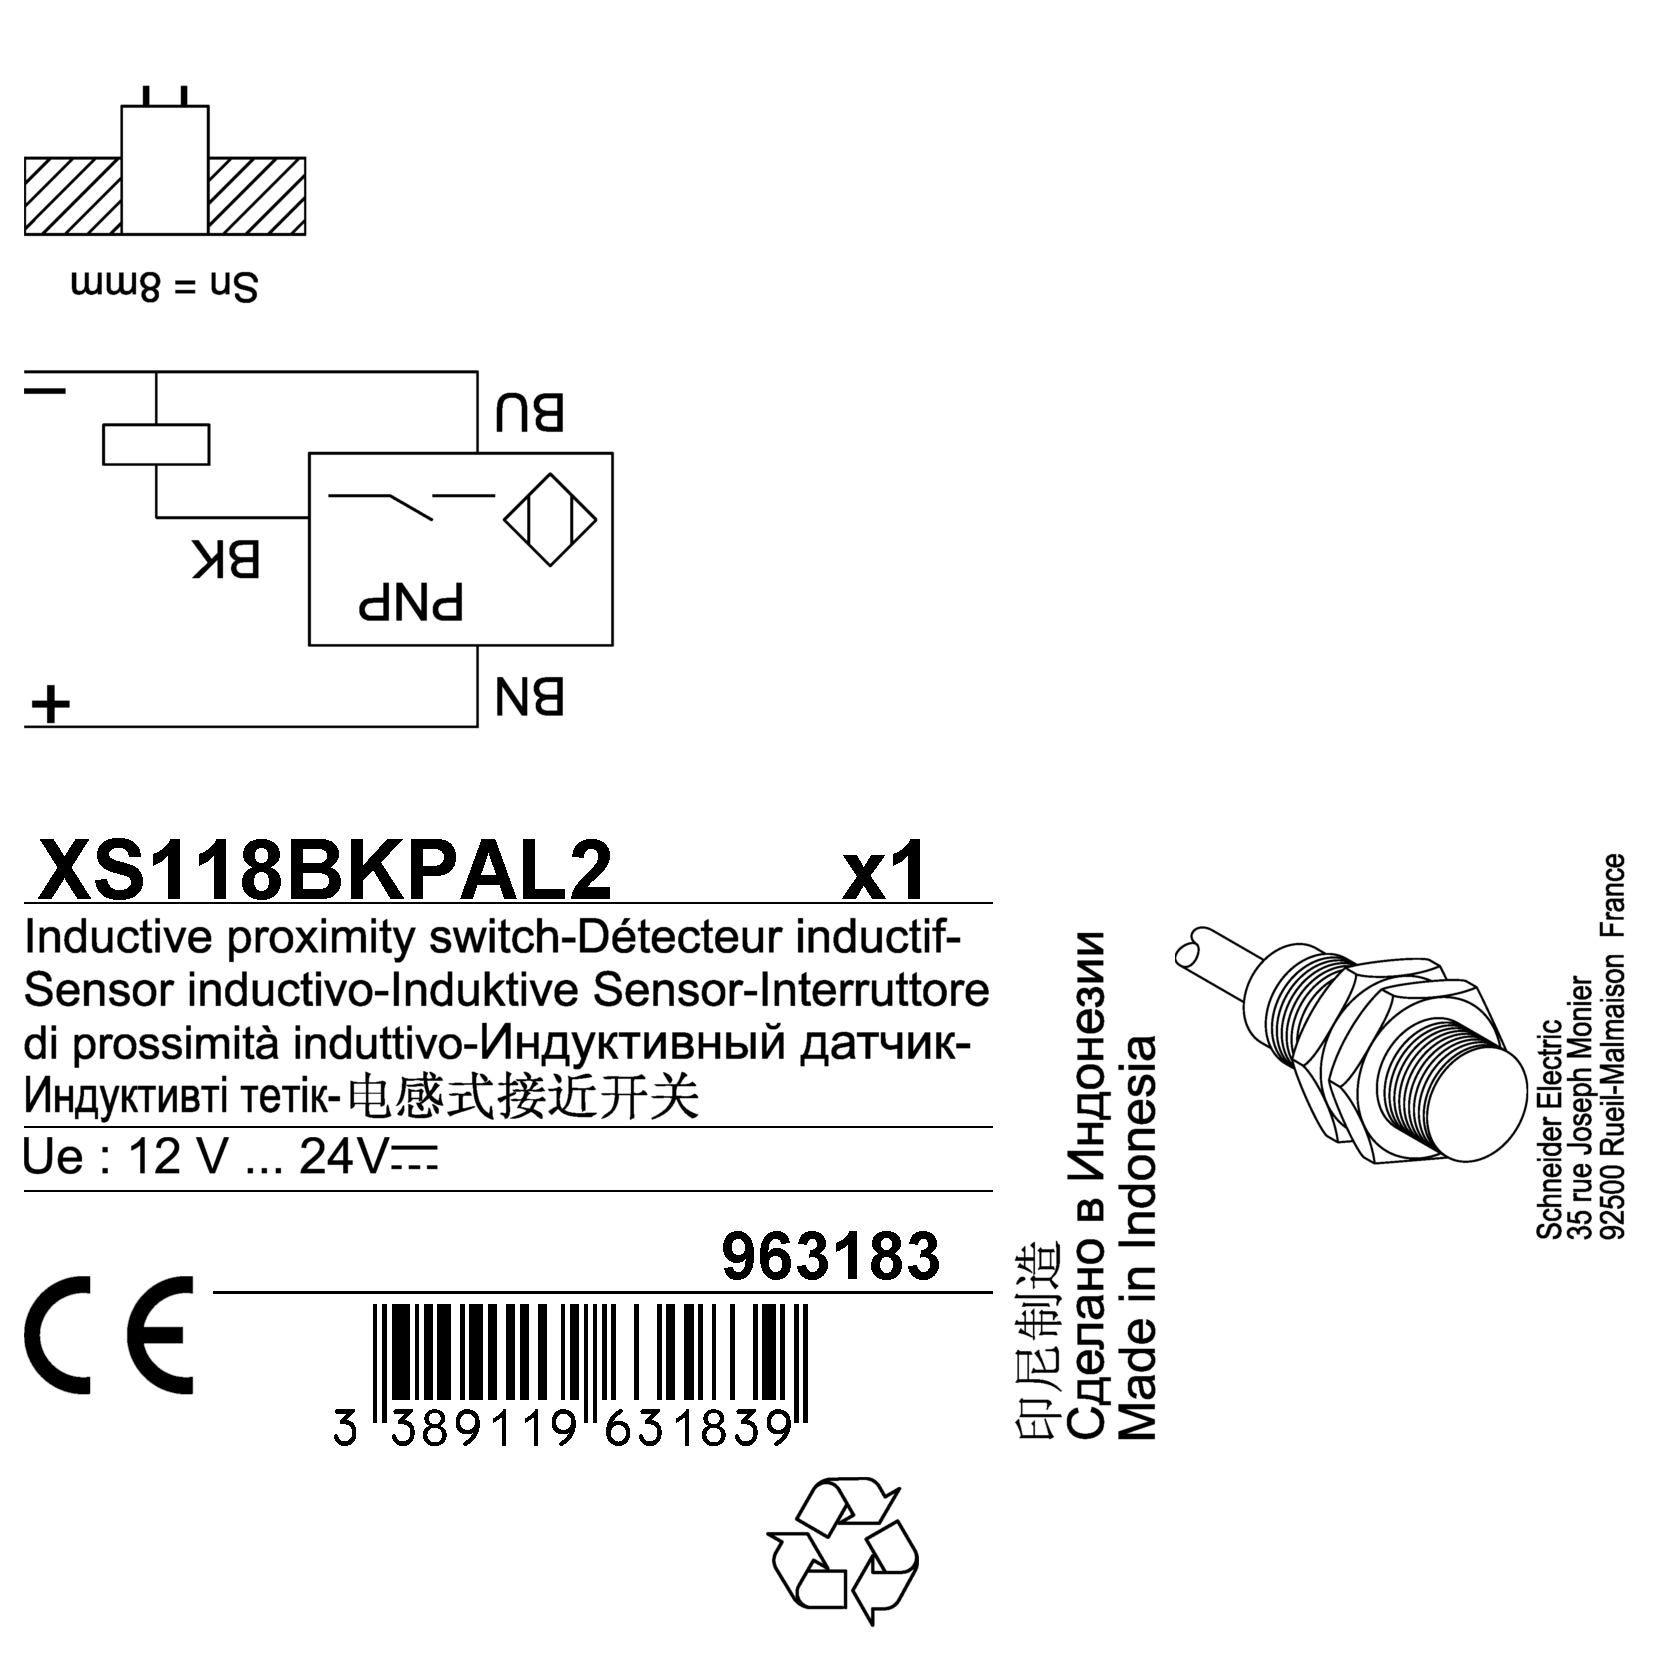 Sn = 8mm
−
BU
BK
PNP
+
BN
XS118BKPAL2 x1
Inductive proximity switch-Détecteur inductif-
Sensor inductivo-Induktive Sensor-Interruttore
di prossimità induttivo-Индуктивный датчик-
Индуктивті тетік-电感式接近开关
Ue : 12 V ... 24V⎓
963183
CE
3 389119 631839
印尼制造
Сделано в Индонезии
Made in Indonesia
Schneider Electric
35 rue Joseph Monier
92500 Rueil-Malmaison France